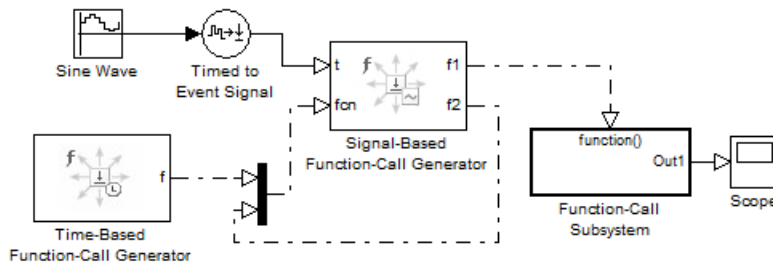 Sine Wave
Timed to
Event Signal
t
fcn
f
f1
f2
Signal-Based
Function-Call Generator
f
f
Time-Based
Function-Call Generator
function()
Out1
Function-Call
Subsystem
Scope